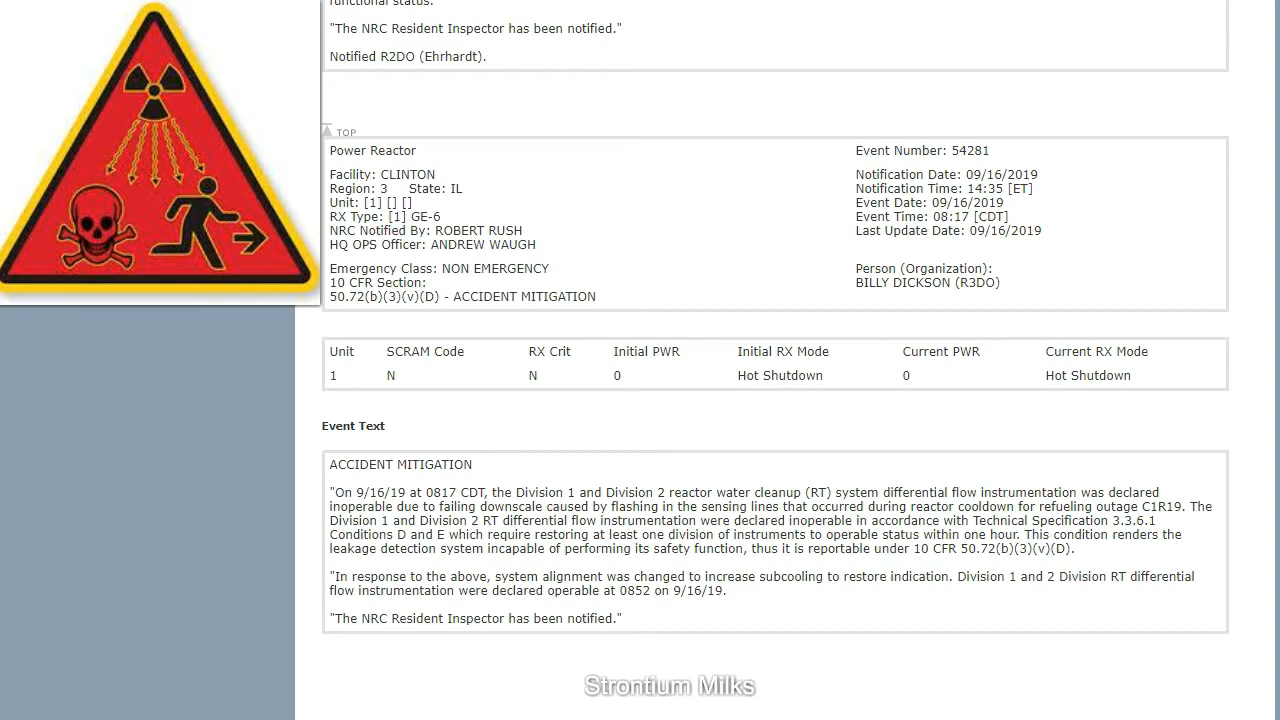 functional status.
"The NRC Resident Inspector has been notified."
Notified R2DO (Ehrhardt).
TOP
Power Reactor
Event Number: 54281
Facility: CLINTON
Region: 3 State: IL
Unit: [1] [] []
RX Type: [1] GE-6
NRC Notified By: ROBERT RUSH
HQ OPS Officer: ANDREW WAUGH
Notification Date: 09/16/2019
Notification Time: 14:35 [ET]
Event Date: 09/16/2019
Event Time: 08:17 [CDT]
Last Update Date: 09/16/2019
Emergency Class: NON EMERGENCY
10 CFR Section:
50.72(b)(3)(v)(D) - ACCIDENT MITIGATION
Person (Organization):
BILLY DICKSON (R3DO)
Unit SCRAM Code RX Crit Initial PWR Initial RX Mode Current PWR Current RX Mode
1 N N 0 Hot Shutdown 0 Hot Shutdown
Event Text
ACCIDENT MITIGATION
"On 9/16/19 at 0817 CDT, the Division 1 and Division 2 reactor water cleanup (RT) system differential flow instrumentation was declared
inoperable due to failing downscale caused by flashing in the sensing lines that occurred during reactor cooldown for refueling outage C1R19. The
Division 1 and Division 2 RT differential flow instrumentation were declared inoperable in accordance with Technical Specification 3.3.6.1
Conditions D and E which require restoring at least one division of instruments to operable status within one hour. This condition renders the
leakage detection system incapable of performing its safety function, thus it is reportable under 10 CFR 50.72(b)(3)(v)(D).
"In response to the above, system alignment was changed to increase subcooling to restore indication. Division 1 and 2 Division RT differential
flow instrumentation were declared operable at 0852 on 9/16/19.
"The NRC Resident Inspector has been notified."
Strontium Milks